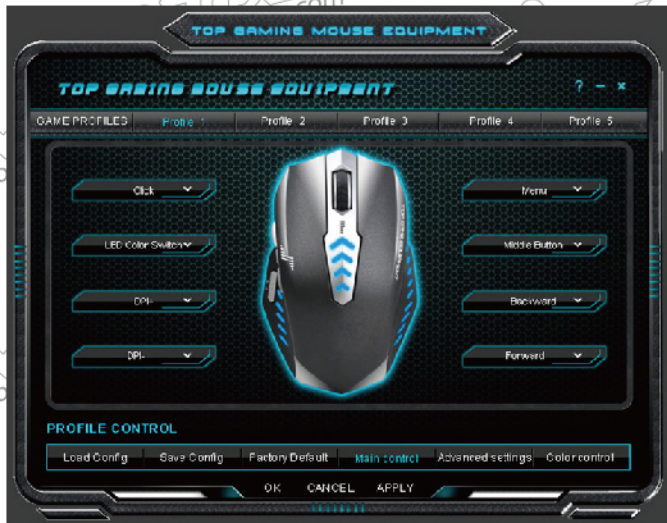 TOP GAMING MOUSE EQUIPMENT
TOP GAMING MOUSE EQUIPMENT
? − ×
GAME PROFILES Profile 1 Profile 2 Profile 3 Profile 4 Profile 5
Click Menu
LED Color Switch Middle Button
DPI- Backward
DPI- Forward
PROFILE CONTROL
Load Config Save Config Factory Default Main control Advanced settings Color control
OK CANCEL APPLY